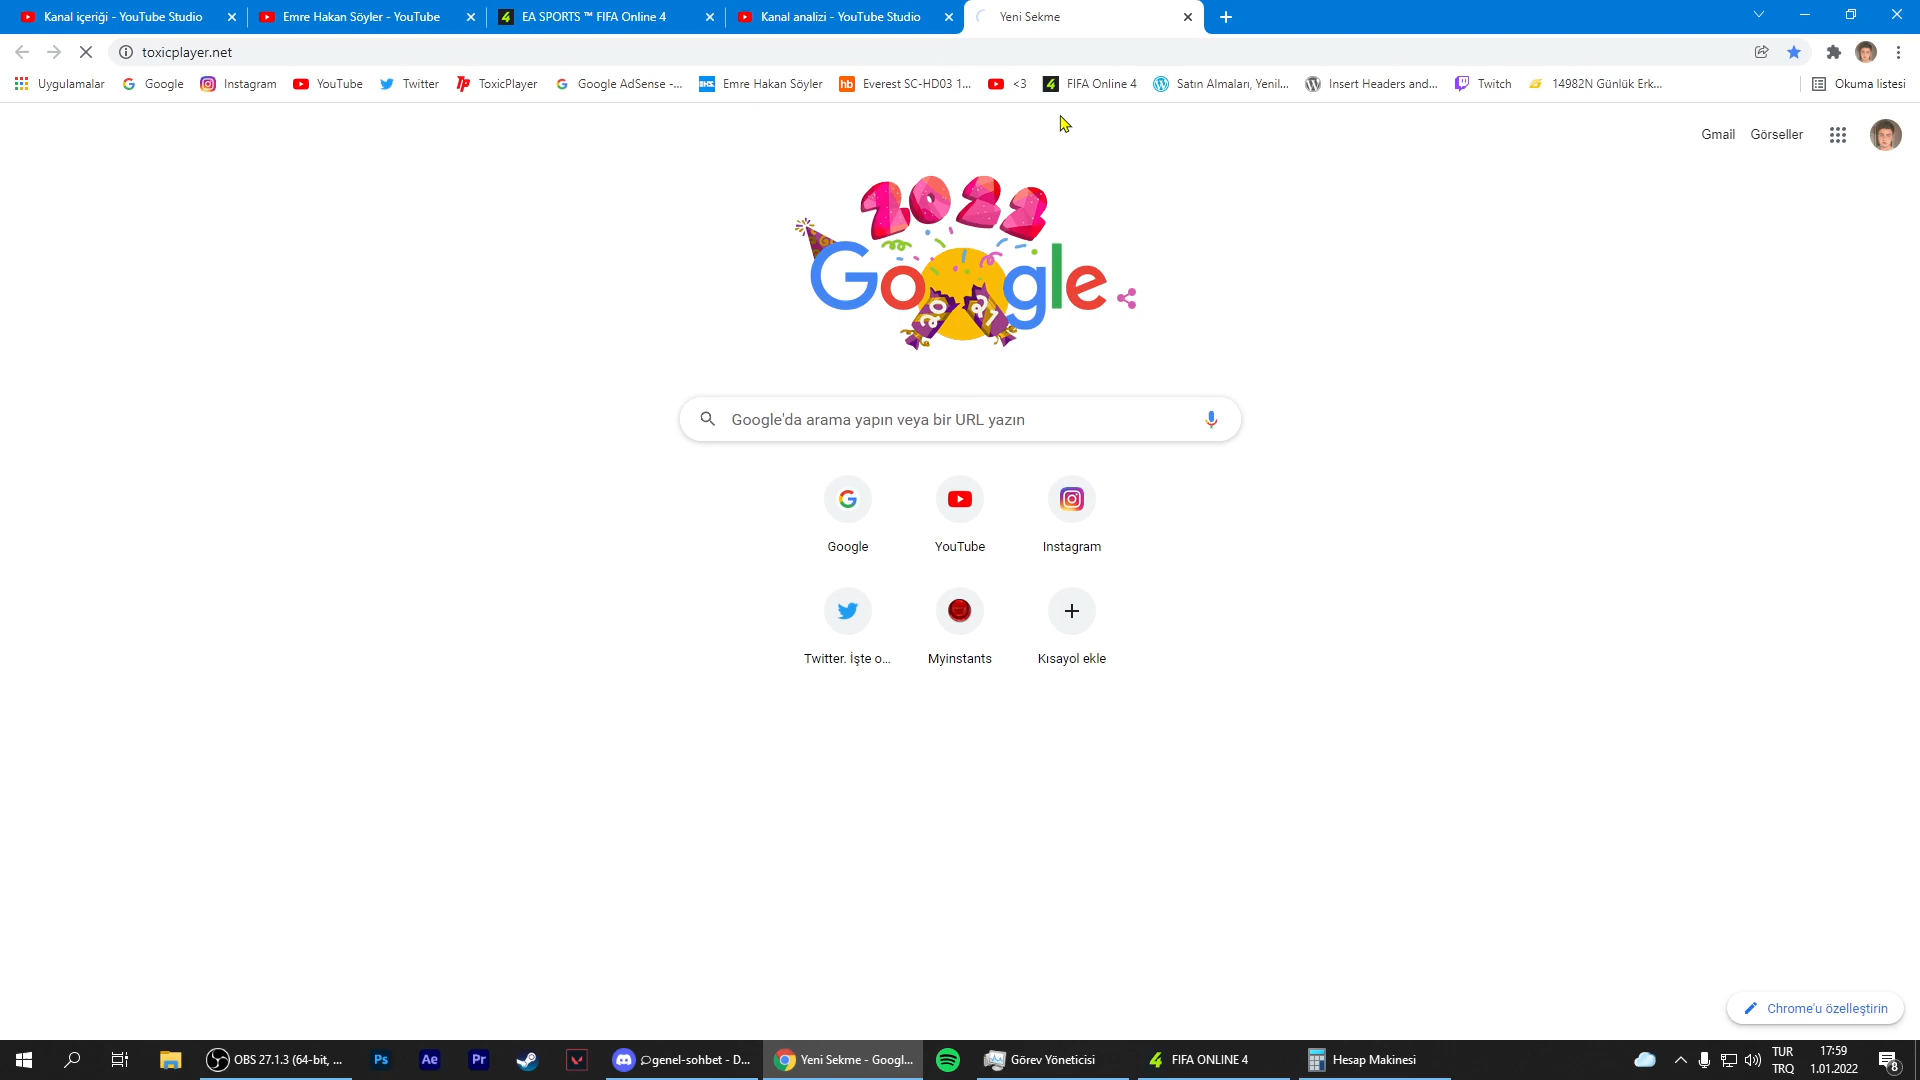 Kanal içeriği - YouTube Studio
Emre Hakan Söyler - YouTube
EA SPORTS ™ FIFA Online 4
Kanal analizi - YouTube Studio
Yeni Sekme
toxicplayer.net
Uygulamalar
Google
Instagram
YouTube
Twitter
ToxicPlayer
Google AdSense -...
Emre Hakan Söyler
Everest SC-HD03 1...
<3
FIFA Online 4
Satın Almaları, Yenil...
Insert Headers and...
Twitch
14982N Günlük Erk...
Okuma listesi
Gmail
Görseller
2022
Google
20 21
Google'da arama yapın veya bir URL yazın
Google
YouTube
Instagram
Twitter. İşte o...
Myinstants
Kısayol ekle
Chrome'u özelleştirin
OBS 27.1.3 (64-bit, ...
Ps
Ae
Pr
genel-sohbet - D...
Yeni Sekme - Googl...
Görev Yöneticisi
FIFA ONLINE 4
Hesap Makinesi
TUR
TRQ
17:59
1.01.2022
8